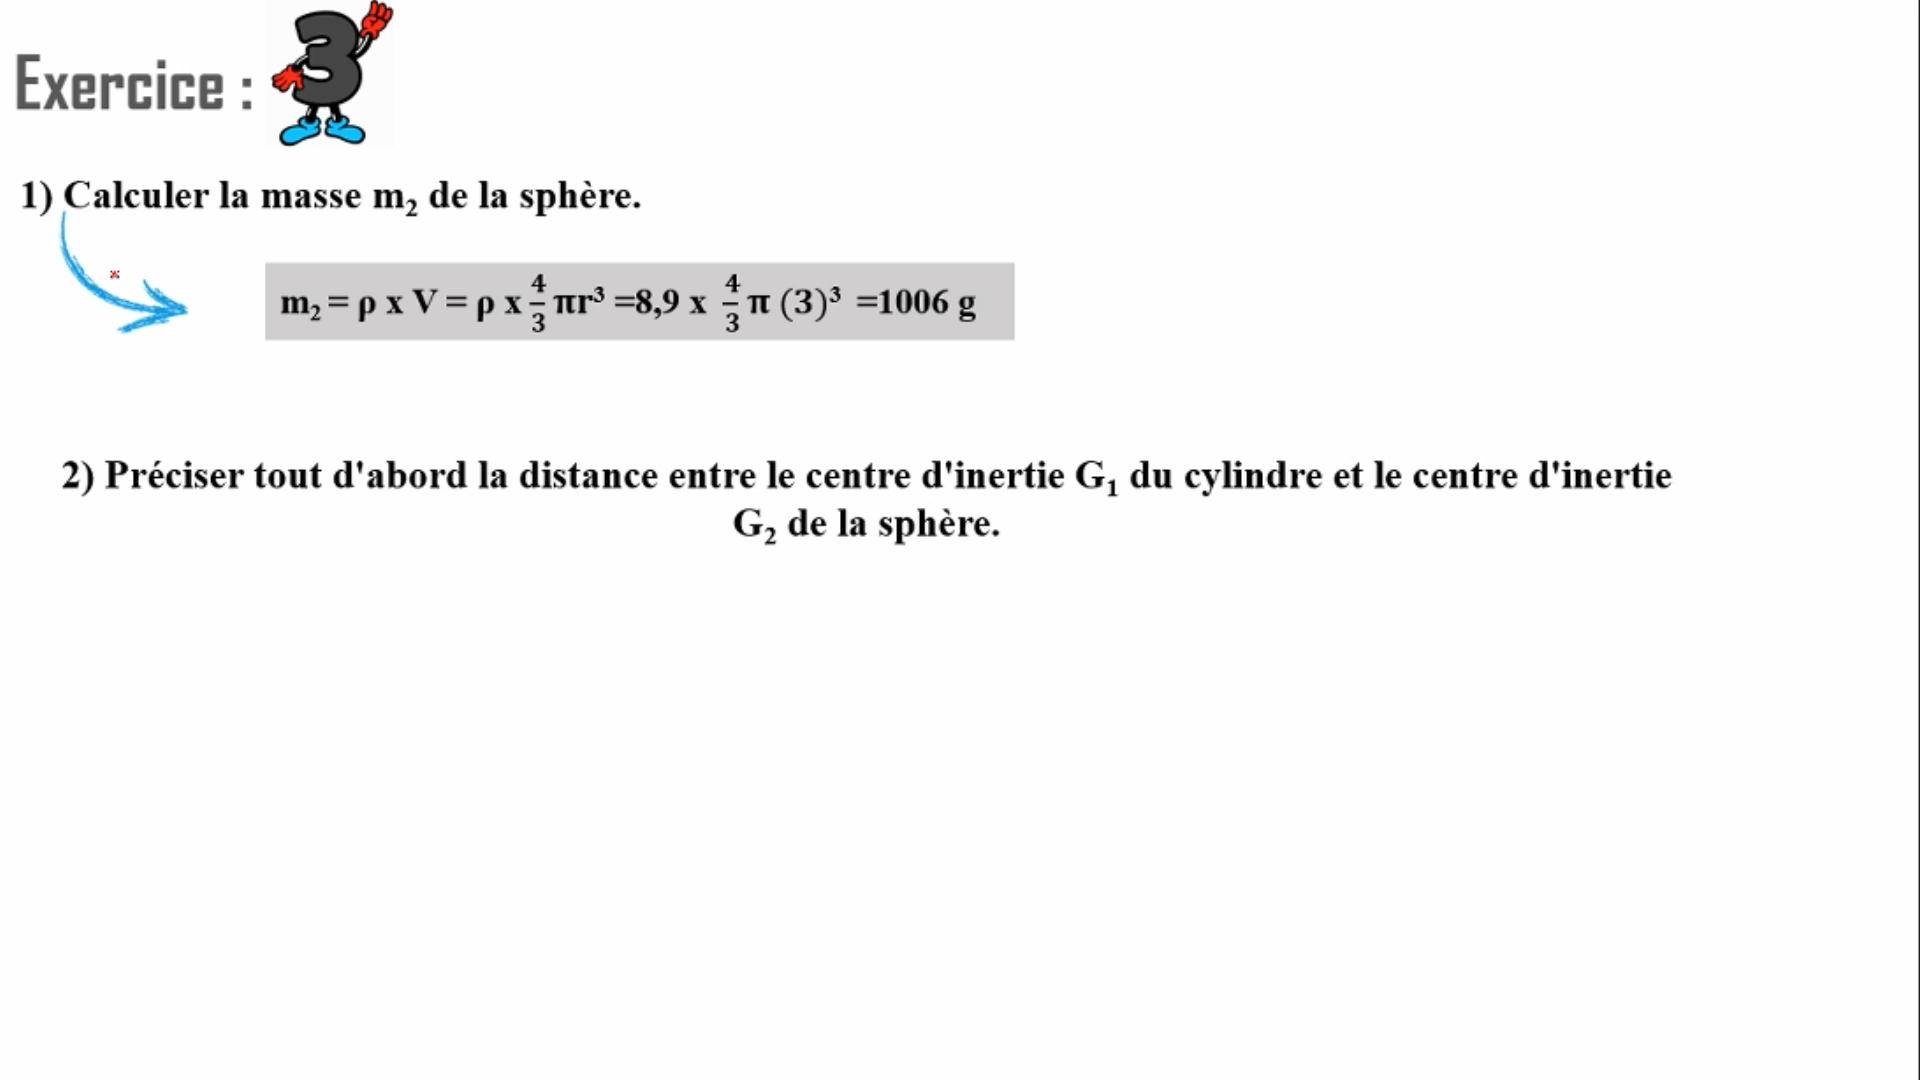 Exercice : 3
1) Calculer la masse m₂ de la sphère.
m₂ = ρ x V = ρ x 4/3 πr³ =8,9 x 4/3 π (3)³ =1006 g
2) Préciser tout d'abord la distance entre le centre d'inertie G₁ du cylindre et le centre d'inertie
G₂ de la sphère.